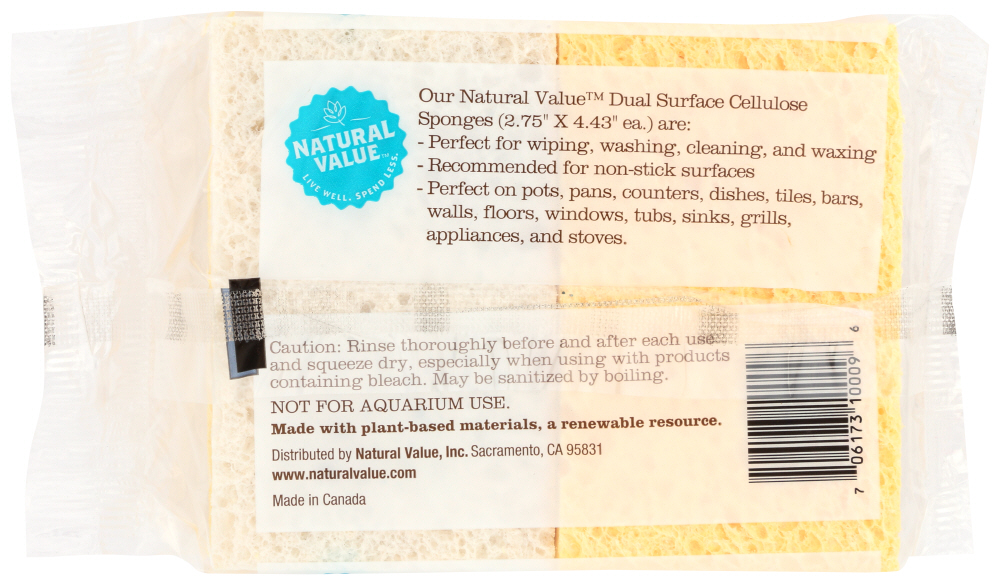 NATURAL
VALUE™
LIVE WELL. SPEND LESS.
Our Natural Value™ Dual Surface Cellulose
Sponges (2.75" X 4.43" ea.) are:
- Perfect for wiping, washing, cleaning, and waxing
- Recommended for non-stick surfaces
- Perfect on pots, pans, counters, dishes, tiles, bars,
walls, floors, windows, tubs, sinks, grills,
appliances, and stoves.
Caution: Rinse thoroughly before and after each use
and squeeze dry, especially when using with products
containing bleach. May be sanitized by boiling.
NOT FOR AQUARIUM USE.
Made with plant-based materials, a renewable resource.
Distributed by Natural Value, Inc. Sacramento, CA 95831
www.naturalvalue.com
Made in Canada
7 06173 10009 6